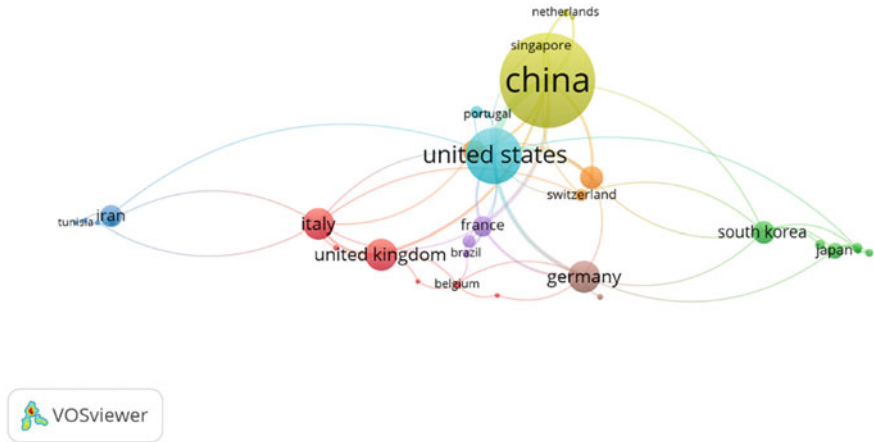 netherlands
singapore
china
portugal
united states
switzerland
tunisia
iran
italy
france
south korea
united kingdom
brazil
japan
belgium
germany
VOSviewer